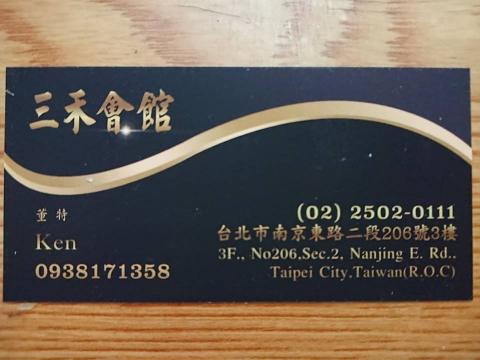 三禾會館
董特
Ken
0938171358
(02) 2502-0111
台北市南京東路二段206號3樓
3F., No206,Sec.2, Nanjing E. Rd..
Taipei City,Taiwan(R.O.C)